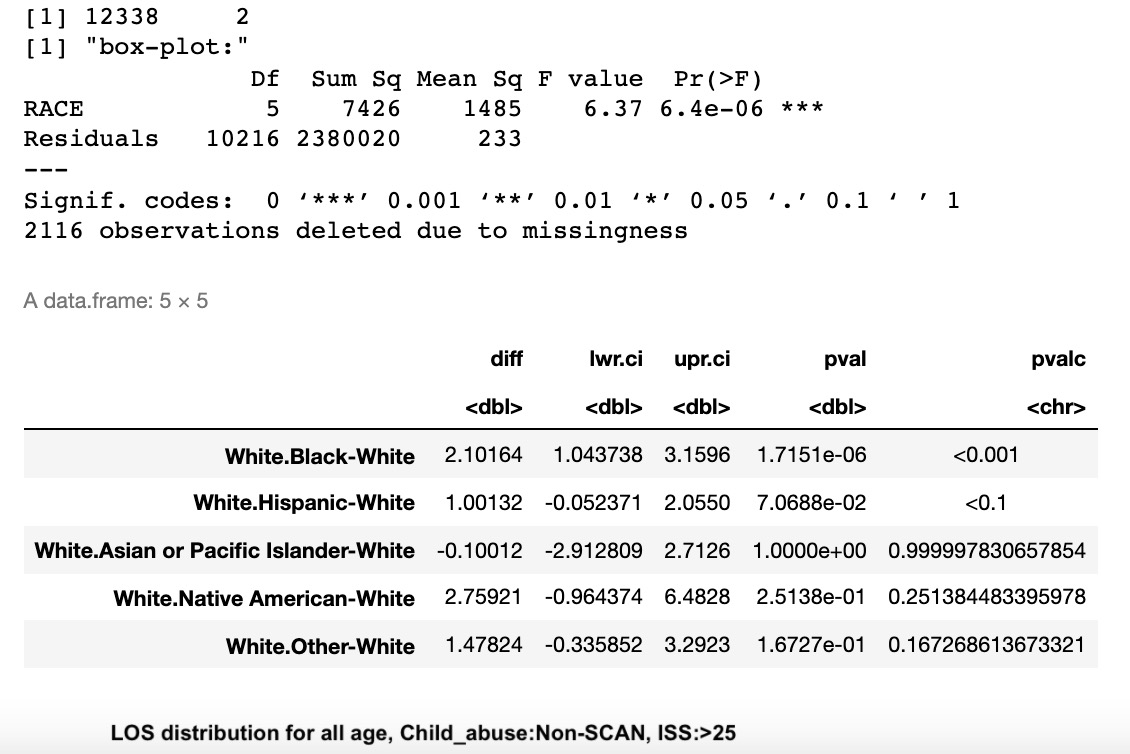 [1] 12338     2
[1] "box-plot:"
Df Sum Sq Mean Sq F value Pr(>F)
RACE 5 7426 1485 6.37 6.4e-06 ***
Residuals 10216 2380020 233
---
Signif. codes: 0 ‘***’ 0.001 ‘**’ 0.01 ‘*’ 0.05 ‘.’ 0.1 ‘ ’ 1
2116 observations deleted due to missingness
A data.frame: 5 × 5
diff lwr.ci upr.ci pval pvalc
<dbl> <dbl> <dbl> <dbl> <chr>
White.Black-White 2.10164 1.043738 3.1596 1.7151e-06 <0.001
White.Hispanic-White 1.00132 -0.052371 2.0550 7.0688e-02 <0.1
White.Asian or Pacific Islander-White -0.10012 -2.912809 2.7126 1.0000e+00 0.999997830657854
White.Native American-White 2.75921 -0.964374 6.4828 2.5138e-01 0.251384483395978
White.Other-White 1.47824 -0.335852 3.2923 1.6727e-01 0.167268613673321
LOS distribution for all age, Child_abuse:Non-SCAN, ISS:>25